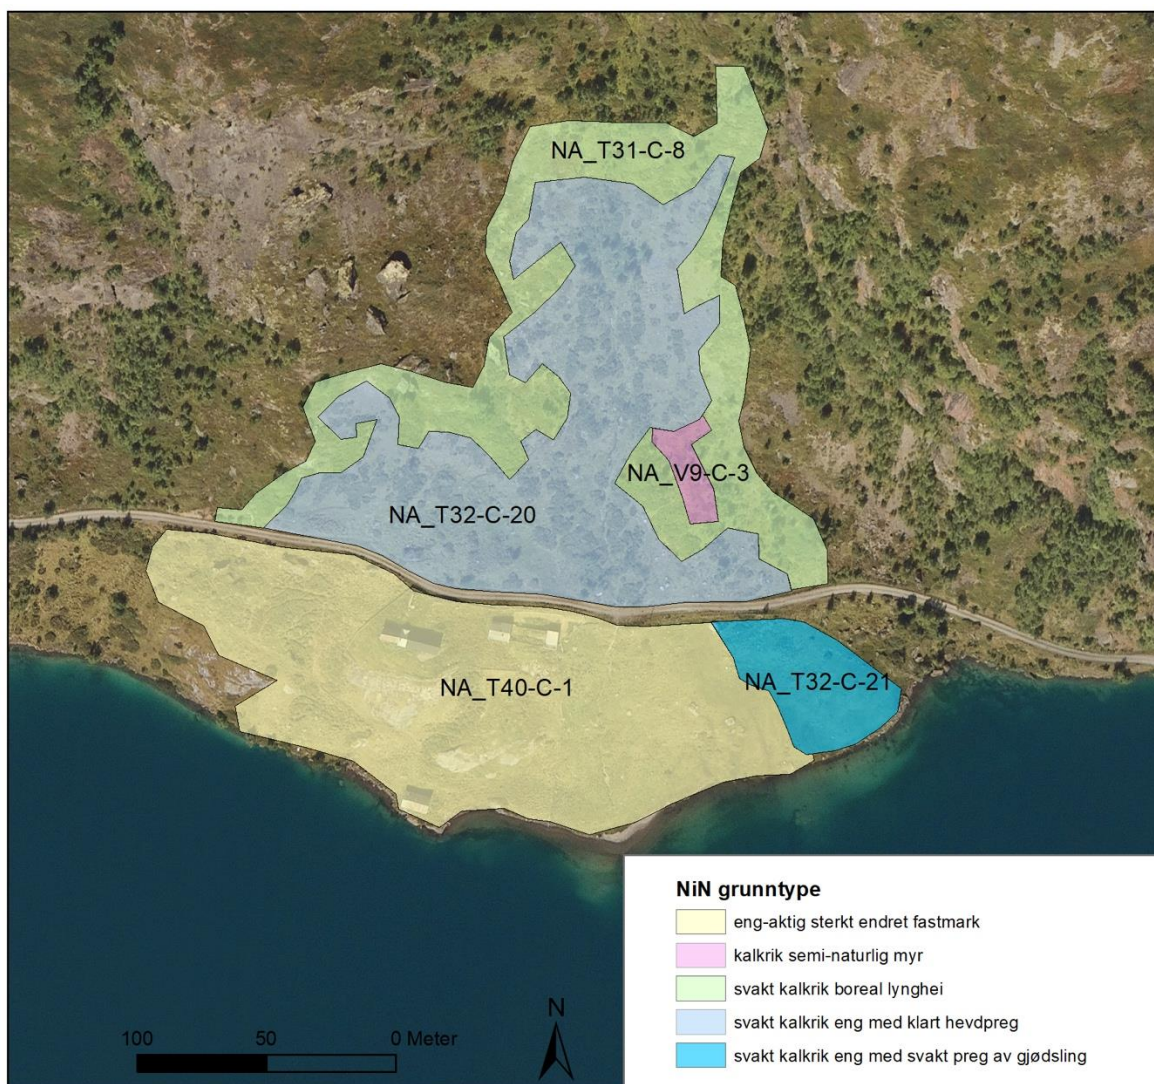 NA_T31-C-8
NA_V9-C-3
NA_T32-C-20
NA_T40-C-1
NA_T32-C-21
N
100 50 0 Meter
NiN grunntype
eng-aktig sterkt endret fastmark
kalkrik semi-naturlig myr
svakt kalkrik boreal lynghei
svakt kalkrik eng med klart hevdpreg
svakt kalkrik eng med svakt preg av gjødsling